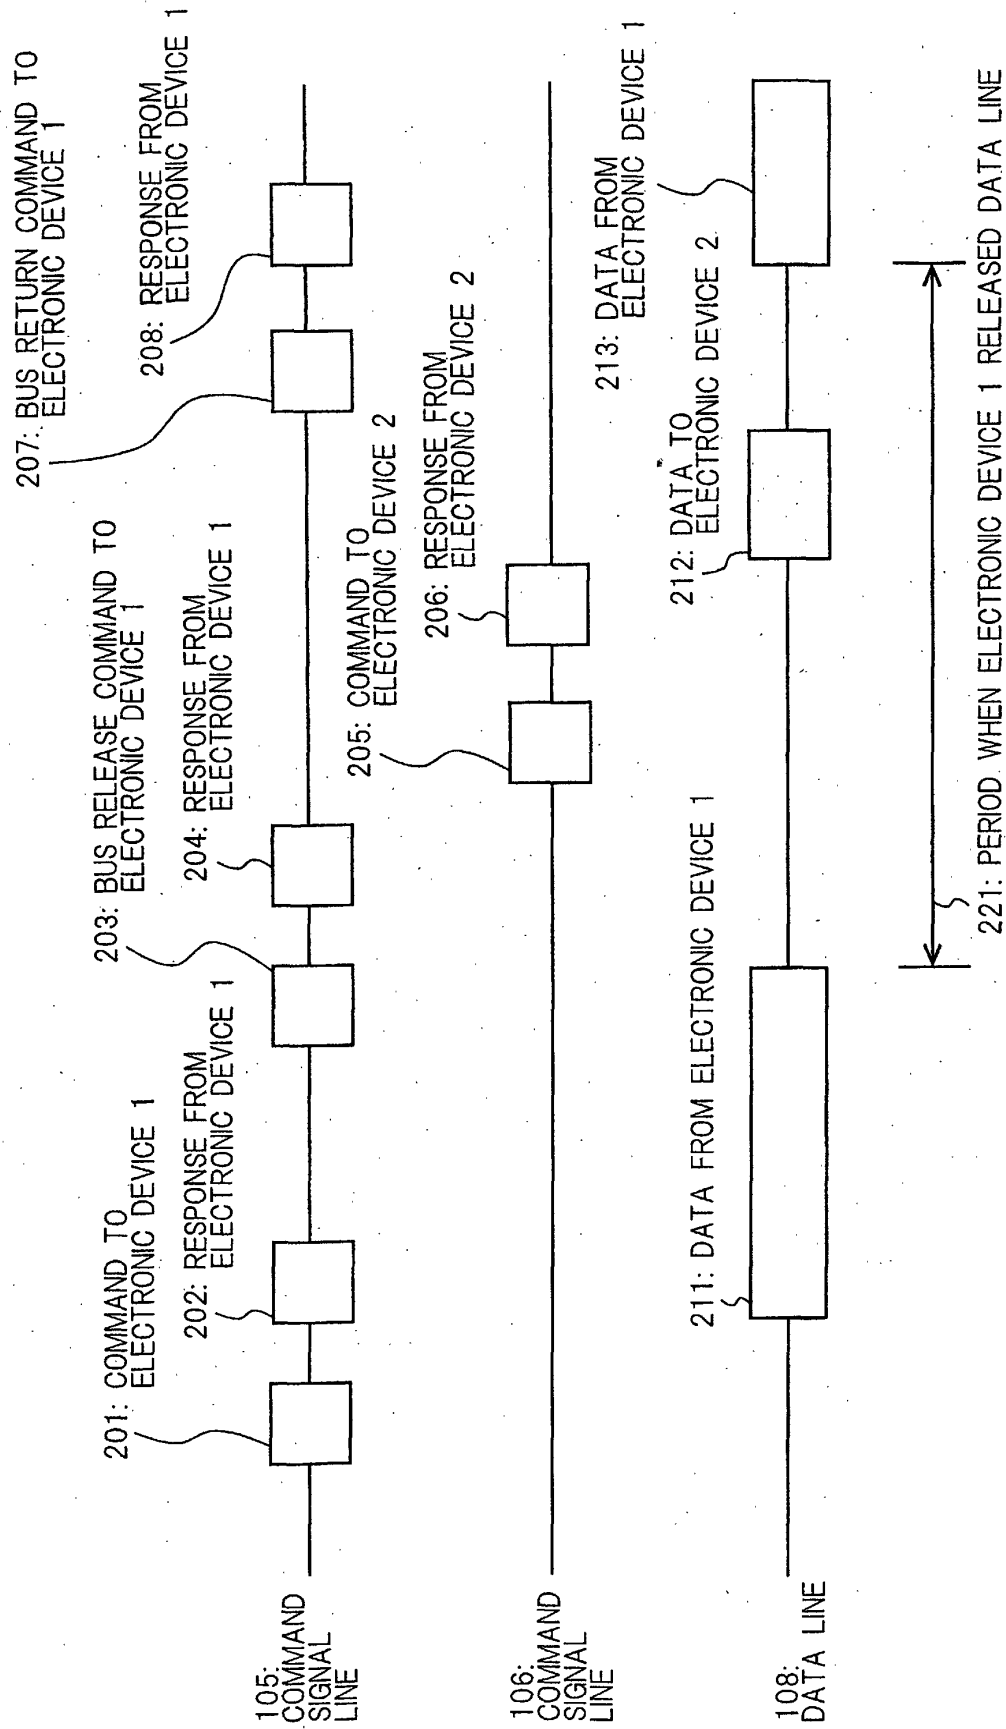 105:
COMMAND
SIGNAL
LINE
201: COMMAND TO
ELECTRONIC DEVICE 1
202: RESPONSE FROM
ELECTRONIC DEVICE 1
203: BUS RELEASE COMMAND TO
ELECTRONIC DEVICE 1
204: RESPONSE FROM
ELECTRONIC DEVICE 1
207: BUS RETURN COMMAND TO
ELECTRONIC DEVICE 1
208: RESPONSE FROM
ELECTRONIC DEVICE 1
106:
COMMAND
SIGNAL
LINE
205: COMMAND TO
ELECTRONIC DEVICE 2
206: RESPONSE FROM
ELECTRONIC DEVICE 2
108:
DATA LINE
211: DATA FROM ELECTRONIC DEVICE 1
212: DATA TO
ELECTRONIC DEVICE 2
213: DATA FROM
ELECTRONIC DEVICE 1
221: PERIOD WHEN ELECTRONIC DEVICE 1 RELEASED DATA LINE